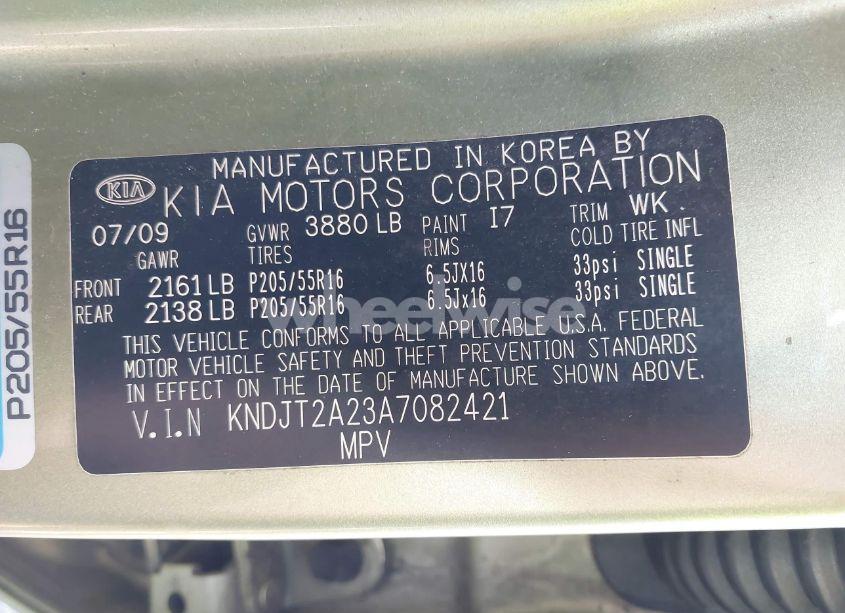 MANUFACTURED IN KOREA BY
KIA KIA MOTORS CORPORATION
07/09 GVWR 3880 LB PAINT I7 TRIM WK
GAWR TIRES RIMS COLD TIRE INFL
FRONT 2161 LB P205/55R16 6.5JX16 33psi SINGLE
REAR 2138 LB P205/55R16 6.5Jx16 33psi SINGLE
wheelwise
THIS VEHICLE CONFORMS TO ALL APPLICABLE U.S.A. FEDERAL
MOTOR VEHICLE SAFETY AND THEFT PREVENTION STANDARDS
IN EFFECT ON THE DATE OF MANUFACTURE SHOWN ABOVE.
V.I.N KNDJT2A23A7082421
MPV
P205/55R16